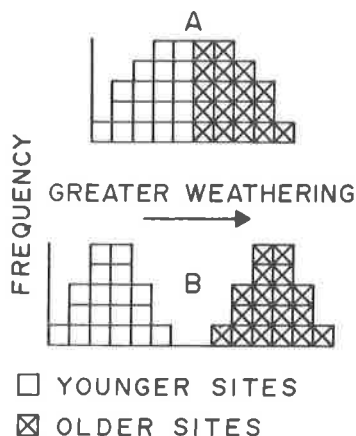 A
FREQUENCY
GREATER WEATHERING
B
YOUNGER SITES
OLDER SITES